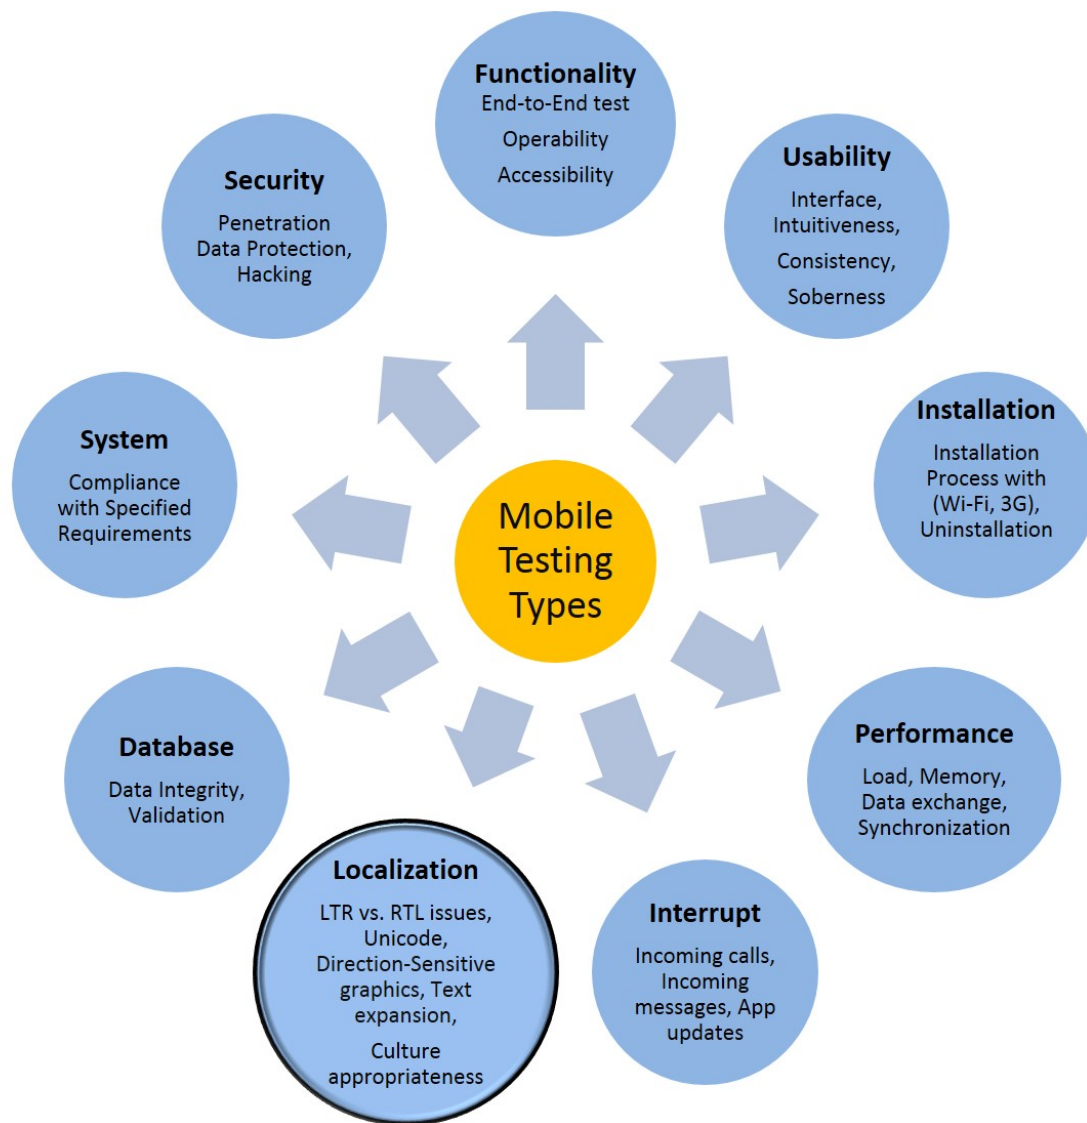 Functionality
End-to-End test
Operability
Accessibility
Usability
Interface,
Intuitiveness,
Consistency,
Soberness
Installation
Installation
Process with
(Wi-Fi, 3G),
Uninstallation
Performance
Load, Memory,
Data exchange,
Synchronization
Interrupt
Incoming calls,
Incoming
messages, App
updates
Localization
LTR vs. RTL issues,
Unicode,
Direction-Sensitive
graphics, Text
expansion,
Culture
appropriateness
Database
Data Integrity,
Validation
System
Compliance
with Specified
Requirements
Security
Penetration
Data Protection,
Hacking
Mobile
Testing
Types